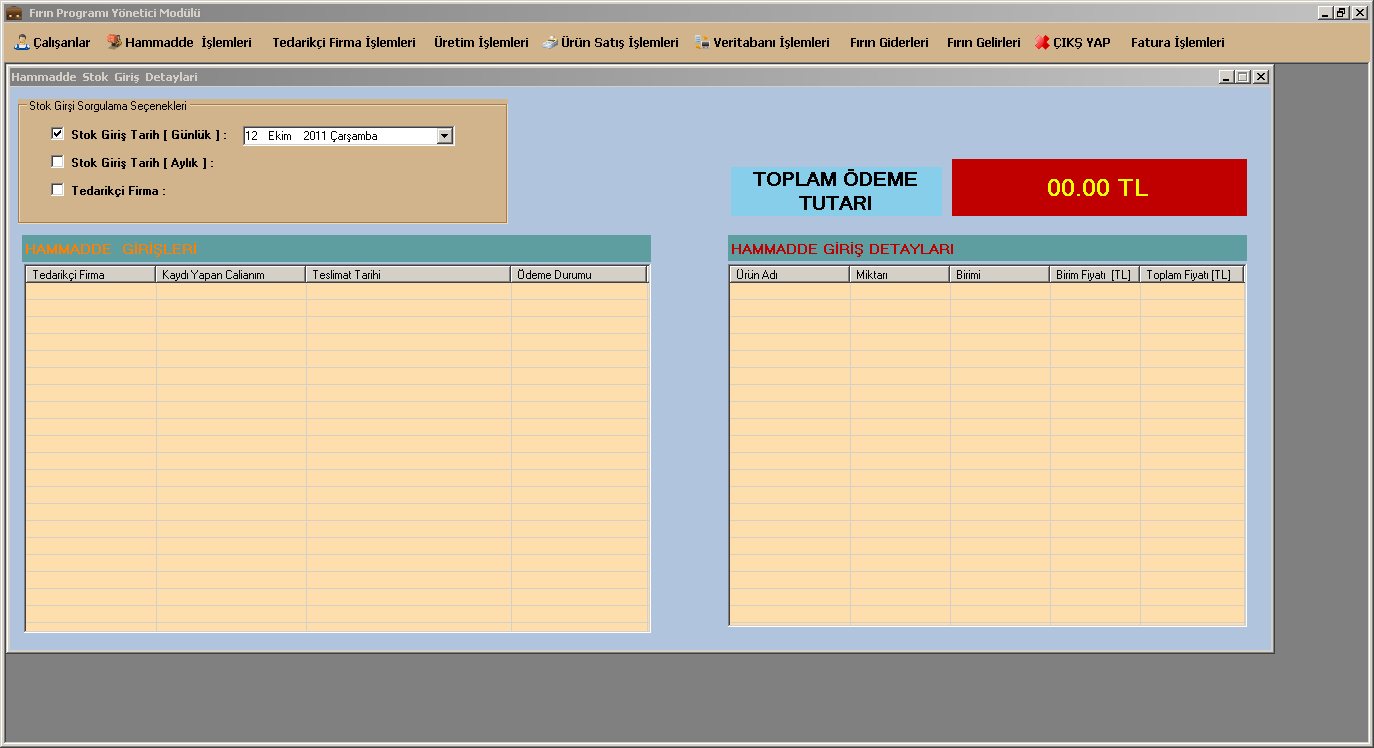 Fırın Programı Yönetici Modülü
Çalışanlar Hammadde İşlemleri Tedarikçi Firma İşlemleri Üretim İşlemleri Ürün Satış İşlemleri Veritabanı İşlemleri Fırın Giderleri Fırın Gelirleri ÇIKŞ YAP Fatura İşlemleri
Hammadde Stok Giriş Detaylari
Stok Girşi Sorgulama Seçenekleri
Stok Giriş Tarih [ Günlük ] : 12 Ekim 2011 Çarşamba
Stok Giriş Tarih [ Aylık ] :
Tedarikçi Firma :
TOPLAM ÖDEME
TUTARI
00.00 TL
HAMMADDE GİRİŞLERİ
Tedarikçi Firma Kaydı Yapan Calianım Teslimat Tarihi Ödeme Durumu
HAMMADDE GİRİŞ DETAYLARI
Ürün Adı Miktarı Birimi Birim Fiyatı [TL] Toplam Fiyatı [TL]